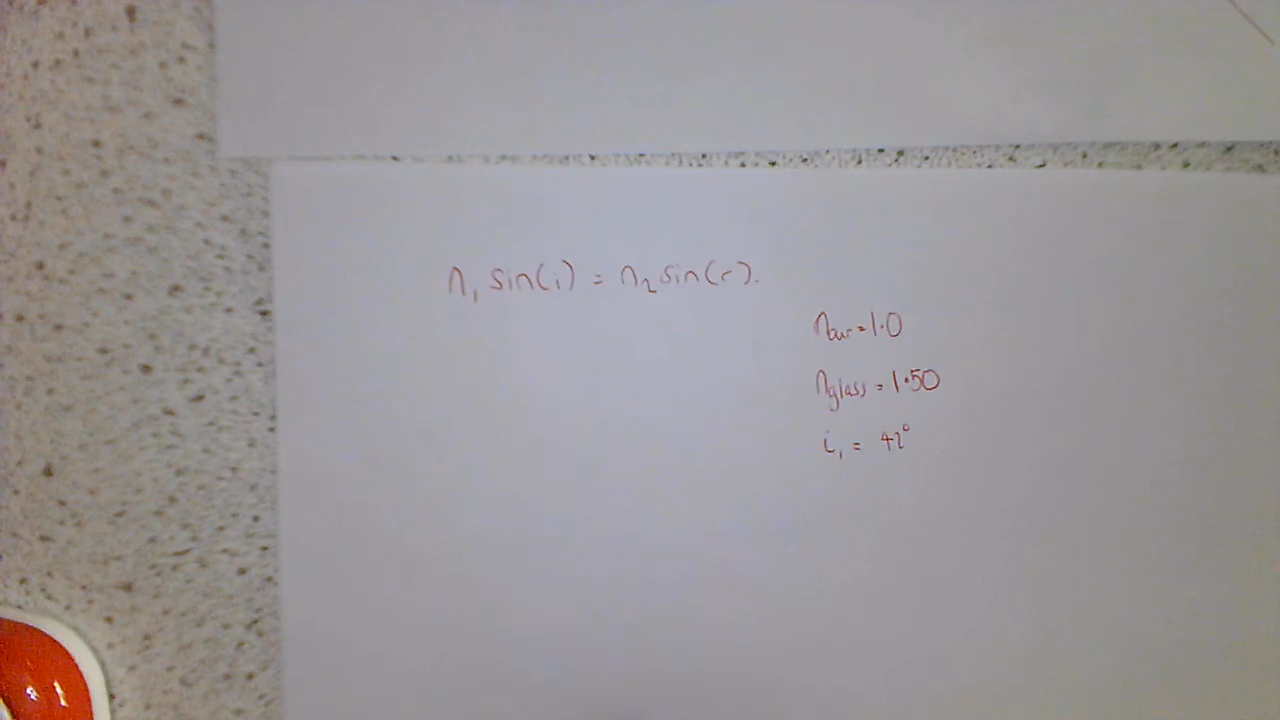 n₁ sin(i) = n₂ sin(r).
nair = 1.0
nglass = 1.50
i₁ = 42°